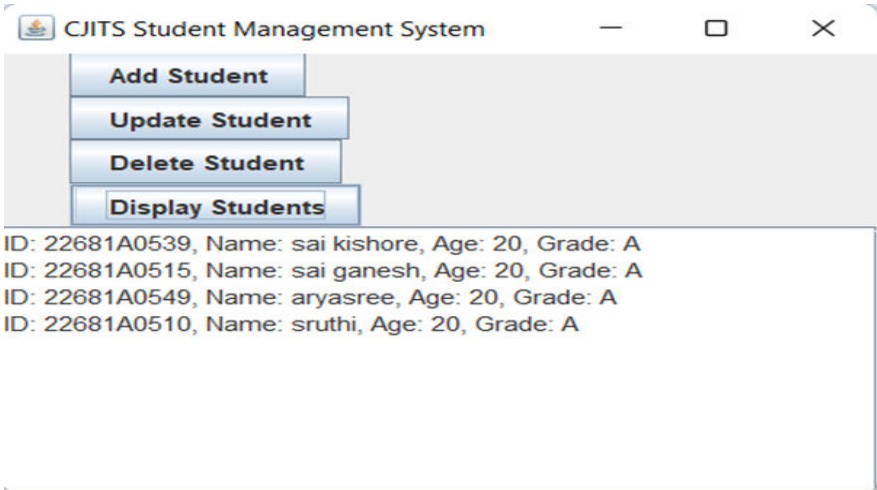 CJITS Student Management System
Add Student
Update Student
Delete Student
Display Students
ID: 22681A0539, Name: sai kishore, Age: 20, Grade: A
ID: 22681A0515, Name: sai ganesh, Age: 20, Grade: A
ID: 22681A0549, Name: aryasree, Age: 20, Grade: A
ID: 22681A0510, Name: sruthi, Age: 20, Grade: A